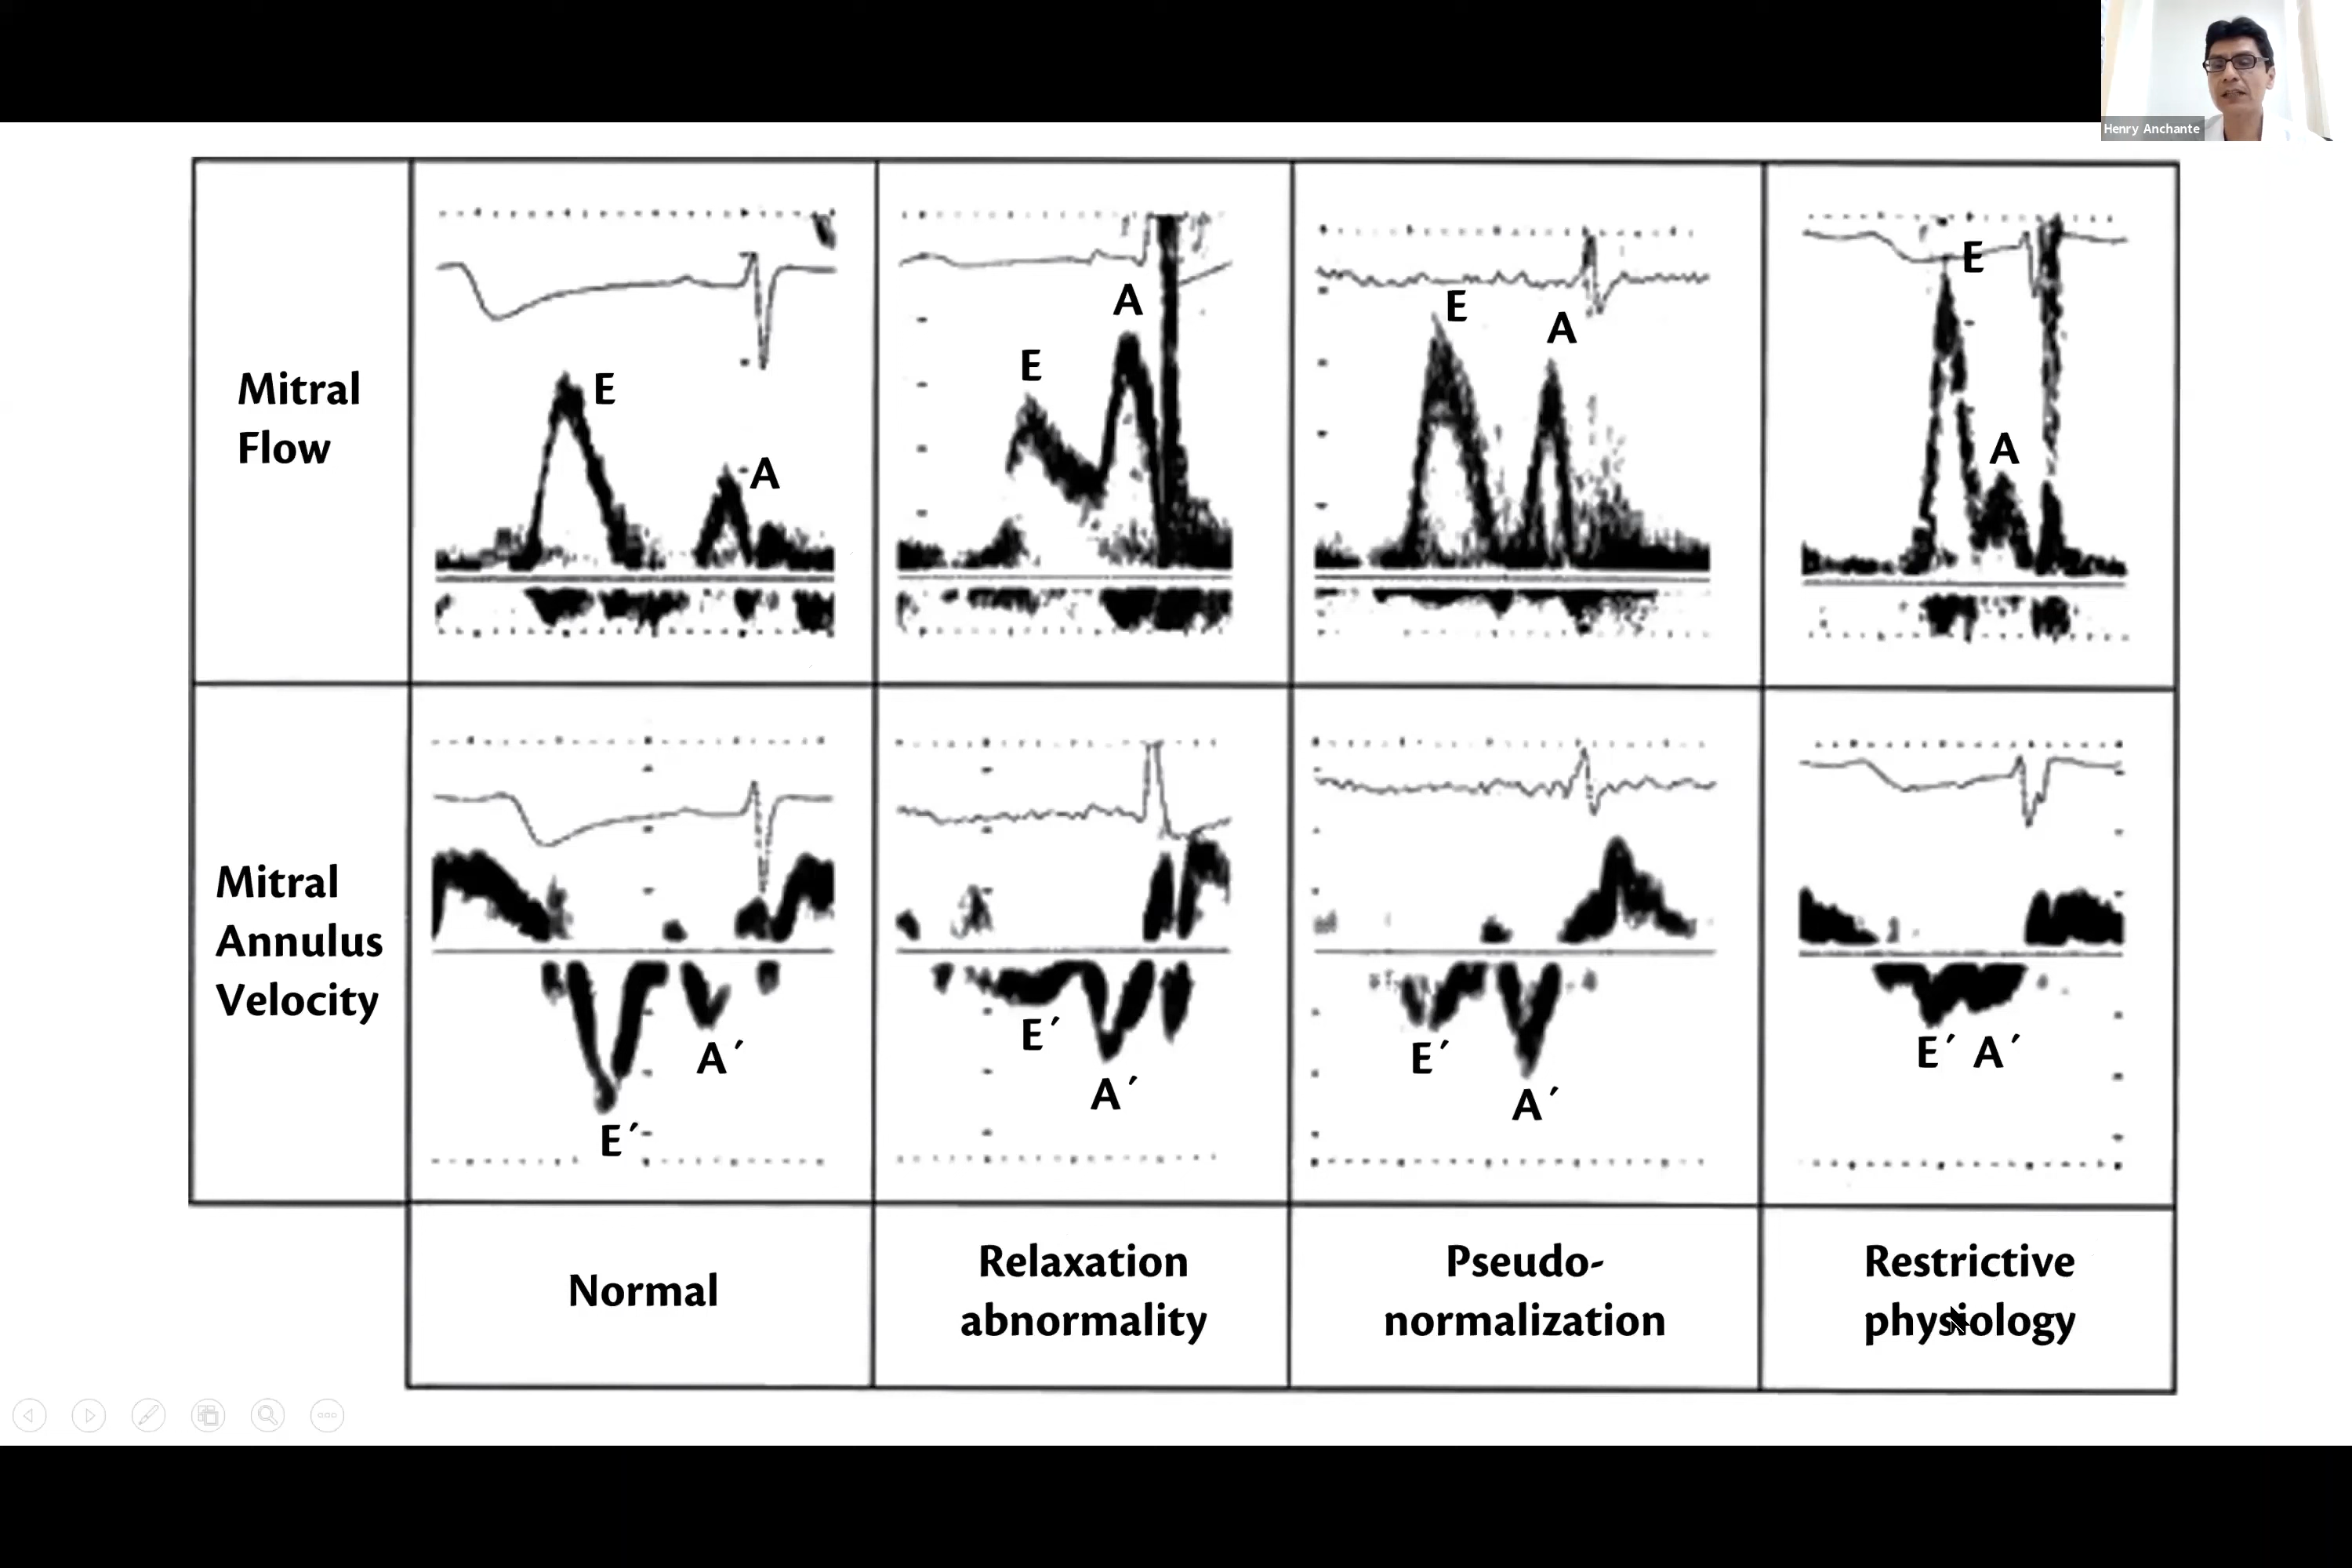 Henry Anchante
Mitral
Flow
E
A
E
A
E
A
E
A
Mitral
Annulus
Velocity
E´
A´
E´
A´
E´
A´
E´ A´
Normal
Relaxation
abnormality
Pseudo-
normalization
Restrictive
physiology